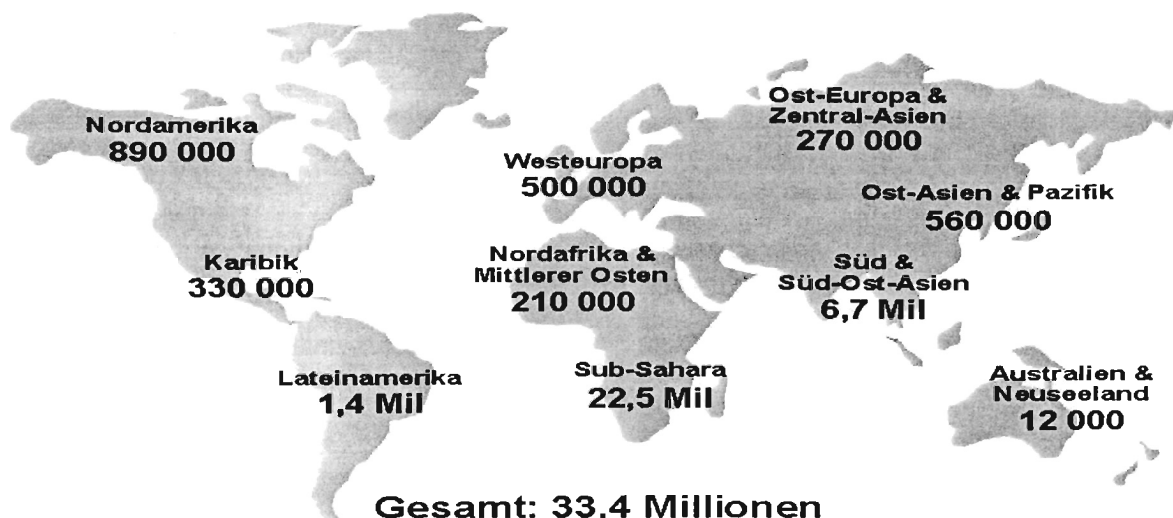 Nordamerika
890 000
Karibik
330 000
Lateinamerika
1,4 Mil
Westeuropa
500 000
Nordafrika &
Mittlerer Osten
210 000
Sub-Sahara
22,5 Mil
Ost-Europa &
Zentral-Asien
270 000
Ost-Asien & Pazifik
560 000
Süd &
Süd-Ost-Asien
6,7 Mil
Australien &
Neuseeland
12 000
Gesamt: 33.4 Millionen